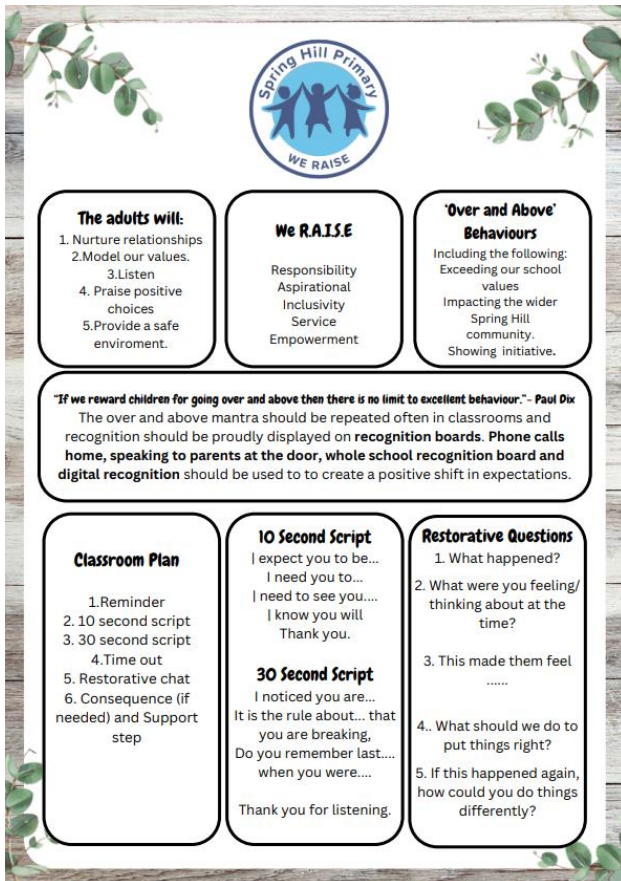 Spring Hill Primary
WE RAISE
The adults will:
1. Nurture relationships
2.Model our values.
3.Listen
4. Praise positive
choices
5.Provide a safe
enviroment.
We R.A.I.S.E
Responsibility
Aspirational
Inclusivity
Service
Empowerment
‘Over and Above’
Behaviours
Including the following:
Exceeding our school
values
Impacting the wider
Spring Hill
community.
Showing initiative.
"If we reward children for going over and above then there is no limit to excellent behaviour."- Paul Dix
The over and above mantra should be repeated often in classrooms and
recognition should be proudly displayed on recognition boards. Phone calls
home, speaking to parents at the door, whole school recognition board and
digital recognition should be used to to create a positive shift in expectations.
Classroom Plan
1.Reminder
2. 10 second script
3. 30 second script
4.Time out
5. Restorative chat
6. Consequence (if
needed) and Support
step
10 Second Script
I expect you to be...
I need you to...
I need to see you....
I know you will
Thank you.
30 Second Script
I noticed you are...
It is the rule about... that
you are breaking,
Do you remember last....
when you were....
Thank you for listening.
Restorative Questions
1. What happened?
2. What were you feeling/
thinking about at the
time?
3. This made them feel
......
4.. What should we do to
put things right?
5. If this happened again,
how could you do things
differently?